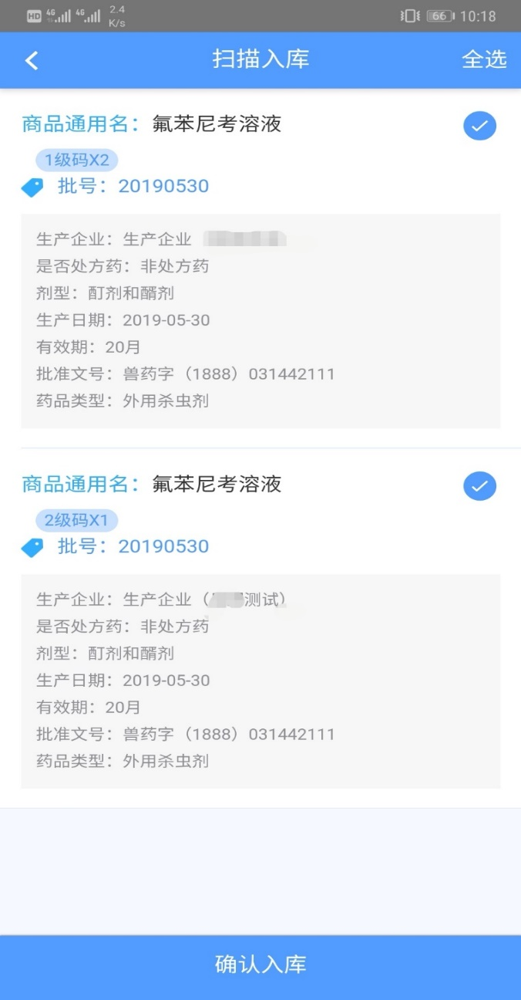 HD 4G 4G 2.4 K/s 66 10:18
扫描入库 全选
商品通用名：氟苯尼考溶液
1级码X2
批号：20190530
生产企业：生产企业
是否处方药：非处方药
剂型：酊剂和醑剂
生产日期：2019-05-30
有效期：20月
批准文号：兽药字（1888）031442111
药品类型：外用杀虫剂
商品通用名：氟苯尼考溶液
2级码X1
批号：20190530
生产企业：生产企业（测试）
是否处方药：非处方药
剂型：酊剂和醑剂
生产日期：2019-05-30
有效期：20月
批准文号：兽药字（1888）031442111
药品类型：外用杀虫剂
确认入库